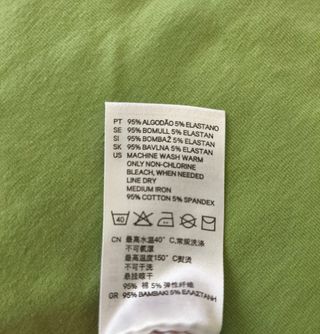 PT 95% ALGODÃO 5% ELASTANO
SE 95% BOMULL 5% ELASTAN
SI 95% BOMBAŽ 5% ELASTAN
SK 95% BAVLNA 5% ELASTAN
US MACHINE WASH WARM
ONLY NON-CHLORINE
BLEACH, WHEN NEEDED
LINE DRY
MEDIUM IRON
95% COTTON 5% SPANDEX
40
CN 最高水温40°C,常规洗涤
不可氯漂
最高温度150°C熨烫
不可干洗
悬挂晾干
95% 棉 5% 弹性纤维
GR 95% ΒΑΜΒΑΚΙ 5% ΕΛΑΣΤΑΝΗ